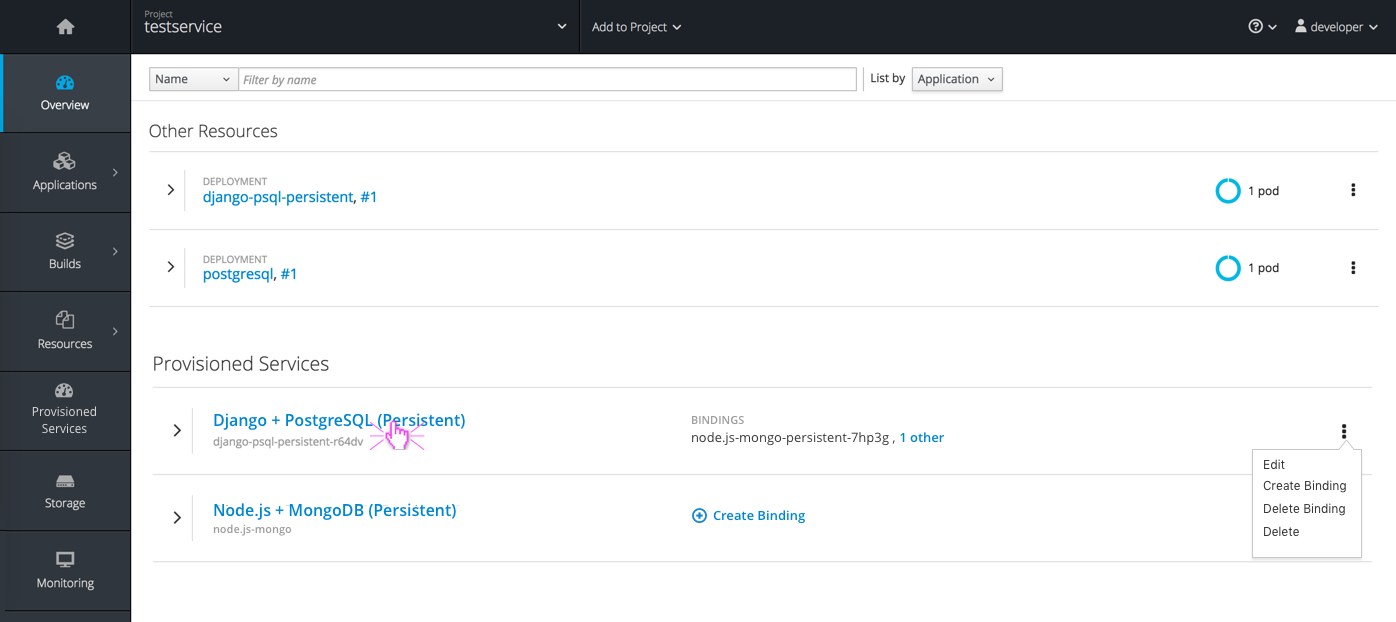 Project
testservice
Add to Project
developer
Overview
Applications
Builds
Resources
Provisioned
Services
Storage
Monitoring
Name
Filter by name
List by
Application
Other Resources
DEPLOYMENT
django-psql-persistent, #1
1 pod
DEPLOYMENT
postgresql, #1
1 pod
Provisioned Services
Django + PostgreSQL (Persistent)
django-psql-persistent-r64dv
BINDINGS
node.js-mongo-persistent-7hp3g , 1 other
Edit
Create Binding
Delete Binding
Delete
Node.js + MongoDB (Persistent)
node.js-mongo
Create Binding